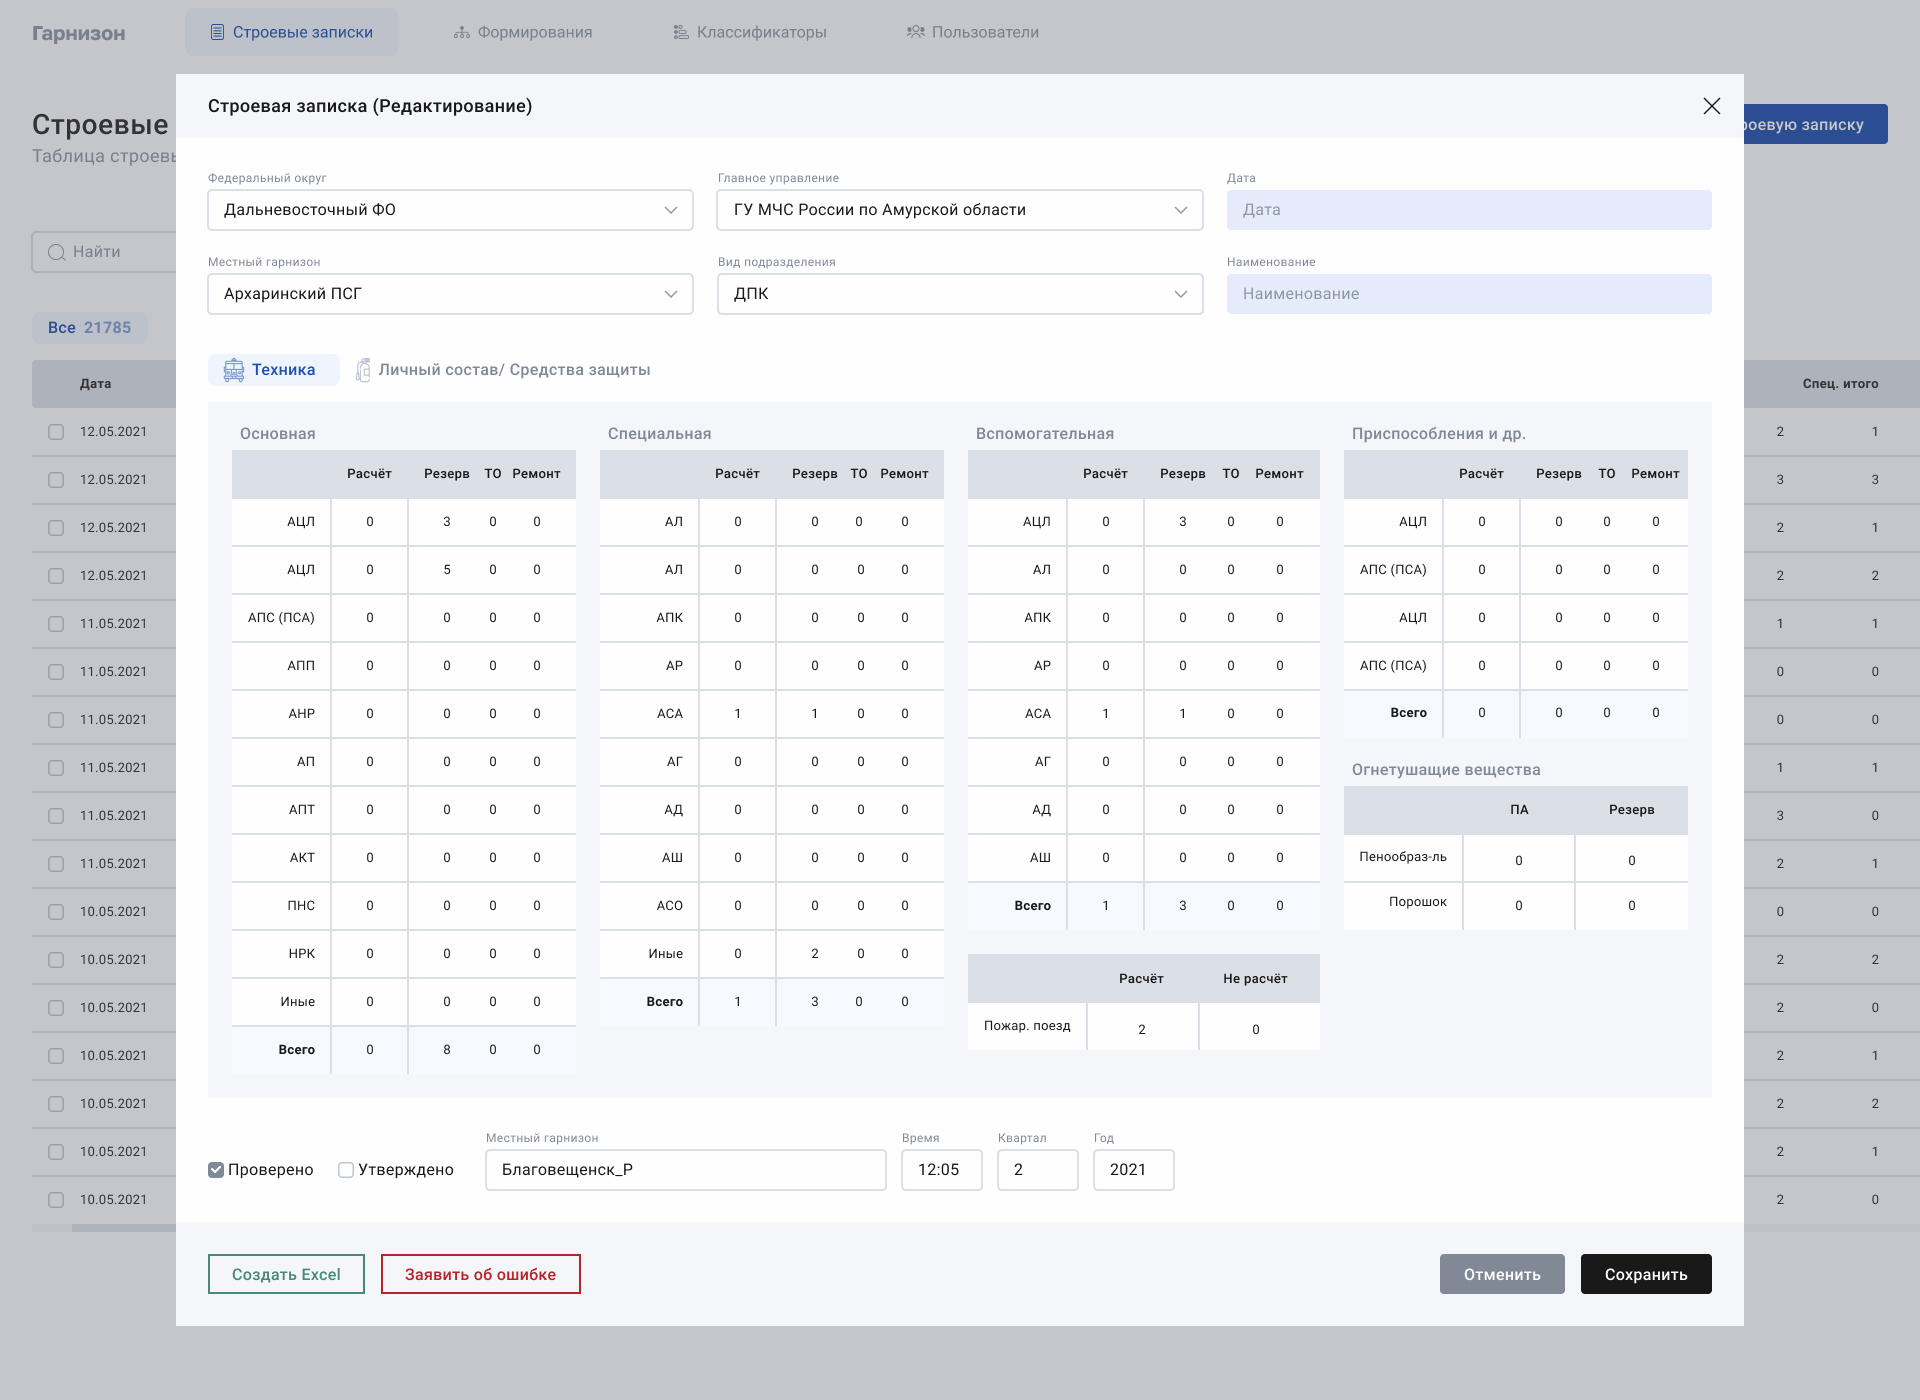 Гарнизон
Строевые записки
Формирования
Классификаторы
Пользователи
Строевые
Таблица строевы
роевую записку
Найти
Все 21785
Строевая записка (Редактирование)
Федеральный округ
Дальневосточный ФО
Главное управление
ГУ МЧС России по Амурской области
Дата
Дата
Местный гарнизон
Архаринский ПСГ
Вид подразделения
ДПК
Наименование
Наименование
Техника
Личный состав/ Средства защиты
Основная
Расчёт Резерв ТО Ремонт
АЦЛ 0 3 0 0
АЦЛ 0 5 0 0
АПС (ПСА) 0 0 0 0
АПП 0 0 0 0
АНР 0 0 0 0
АП 0 0 0 0
АПТ 0 0 0 0
АКТ 0 0 0 0
ПНС 0 0 0 0
НРК 0 0 0 0
Иные 0 0 0 0
Всего 0 8 0 0
Специальная
Расчёт Резерв ТО Ремонт
АЛ 0 0 0 0
АЛ 0 0 0 0
АПК 0 0 0 0
АР 0 0 0 0
АСА 1 1 0 0
АГ 0 0 0 0
АД 0 0 0 0
АШ 0 0 0 0
АСО 0 0 0 0
Иные 0 2 0 0
Всего 1 3 0 0
Вспомогательная
Расчёт Резерв ТО Ремонт
АЦЛ 0 3 0 0
АЛ 0 0 0 0
АПК 0 0 0 0
АР 0 0 0 0
АСА 1 1 0 0
АГ 0 0 0 0
АД 0 0 0 0
АШ 0 0 0 0
Всего 1 3 0 0
Расчёт Не расчёт
Пожар. поезд 2 0
Приспособления и др.
Расчёт Резерв ТО Ремонт
АЦЛ 0 0 0 0
АПС (ПСА) 0 0 0 0
АЦЛ 0 0 0 0
АПС (ПСА) 0 0 0 0
Всего 0 0 0 0
Огнетушащие вещества
ПА Резерв
Пенообраз-ль 0 0
Порошок 0 0
Проверено
Утверждено
Местный гарнизон
Благовещенск_Р
Время
12:05
Квартал
2
Год
2021
Создать Excel
Заявить об ошибке
Отменить
Сохранить
Дата Спец. итого
12.05.2021 2 1
12.05.2021 3 3
12.05.2021 2 1
12.05.2021 2 2
11.05.2021 1 1
11.05.2021 0 0
11.05.2021 0 0
11.05.2021 1 1
11.05.2021 3 0
11.05.2021 2 1
10.05.2021 0 0
10.05.2021 2 2
10.05.2021 2 0
10.05.2021 2 1
10.05.2021 2 2
10.05.2021 2 1
10.05.2021 2 0